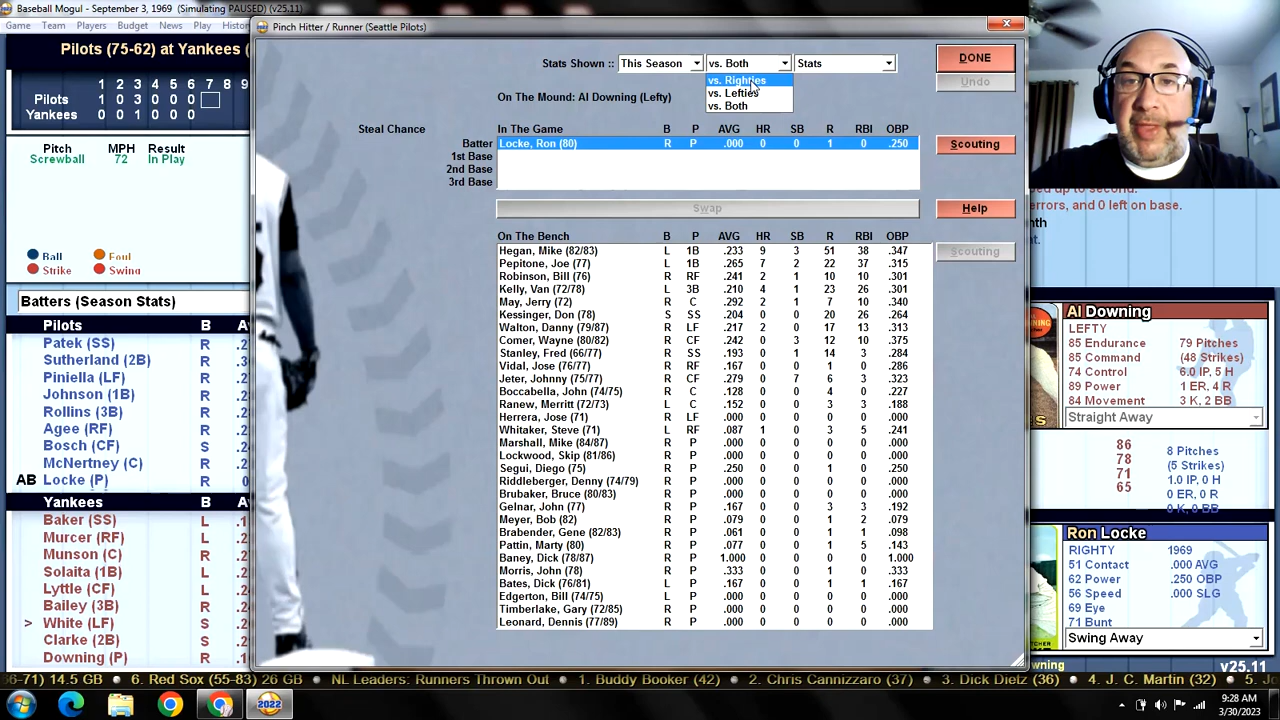 Baseball Mogul - September 3, 1969 (Simulating PAUSED) (v25.11)
Game Team Players Budget News Play
Pilots (75-62) at Yankees (
1 2 3 4 5 6 7 8 9
Pilots 1 0 3 0 0 0
Yankees 0 1 0 0 0
Pitch MPH Result
Screwball 72 In Play
Ball Foul
Strike Swing
Batters (Season Stats)
Pilots B
Patek (SS) R
Sutherland (2B) R
Piniella (LF) R
Johnson (1B) R
Rollins (3B) R
Agee (RF) R
Bosch (CF) S
McNertney (C) R
AB Locke (P) R
Yankees B
Baker (SS) L
Murcer (RF) L
Munson (C) R
Solaita (1B) L
Lyttle (CF) L
Bailey (3B) R
> White (LF) S
Clarke (2B) S
Downing (P) R
Pinch Hitter / Runner (Seattle Pilots)
Stats Shown :: This Season vs. Both Stats
vs. Righties
vs. Lefties
vs. Both
On The Mound: Al Downing (Lefty)
DONE
Undo
Steal Chance In The Game B P AVG HR SB R RBI OBP
Batter Locke, Ron (80) R P .000 0 0 1 0 .250
1st Base
2nd Base
3rd Base
Scouting
Swap
Help
On The Bench B P AVG HR SB R RBI OBP
Scouting
Hegan, Mike (82/83) L 1B .233 9 3 51 38 .347
Pepitone, Joe (77) L 1B .265 7 2 22 37 .315
Robinson, Bill (76) R RF .241 2 1 10 10 .301
Kelly, Van (72/78) L 3B .210 4 1 23 26 .301
May, Jerry (72) R C .292 2 1 7 10 .340
Kessinger, Don (78) S SS .204 0 0 20 26 .264
Walton, Danny (79/87) R LF .217 2 0 17 13 .313
Comer, Wayne (80/82) R CF .242 0 3 12 10 .375
Stanley, Fred (66/77) R SS .193 0 1 14 3 .284
Vidal, Jose (76/77) R RF .167 0 0 1 0 .286
Jeter, Johnny (75/77) R CF .279 0 7 6 3 .323
Boccabella, John (74/75) R C .128 0 0 4 0 .227
Ranew, Merritt (72/73) L C .152 0 0 3 3 .188
Herrera, Jose (71) R LF .000 0 0 0 0 .000
Whitaker, Steve (71) L RF .087 1 0 3 5 .241
Marshall, Mike (84/87) R P .000 0 0 0 0 .000
Lockwood, Skip (81/86) R P .000 0 0 0 0 .000
Segui, Diego (75) R P .250 0 0 1 0 .250
Riddleberger, Denny (74/79) R P .000 0 0 0 0 .000
Brubaker, Bruce (80/83) R P .000 0 0 0 0 .000
Gelnar, John (77) R P .167 0 0 3 3 .192
Meyer, Bob (82) R P .079 0 0 1 2 .079
Brabender, Gene (82/83) R P .061 0 0 1 1 .098
Pattin, Marty (80) R P .077 0 0 1 5 .143
Baney, Dick (78/87) R P 1.000 0 0 0 0 1.000
Morris, John (78) R P .333 0 0 1 0 .333
Bates, Dick (76/81) L P .167 0 0 1 1 .167
Edgerton, Bill (74/75) L P .000 0 0 0 0 .000
Timberlake, Gary (72/85) R P .000 0 0 0 0 .000
Leonard, Dennis (77/89) R P .000 0 0 0 0 .000
up to second.
errors, and 0 left on base.
Al Downing
LEFTY
85 Endurance 79 Pitches
85 Command (48 Strikes)
74 Control 6.0 IP, 5 H
89 Power 1 ER, 4 R
84 Movement 3 K, 2 BB
Straight Away
86 8 Pitches
78 (5 Strikes)
71 1.0 IP, 0 H
65 0 ER, 0 R
0 K, 0 BB
Ron Locke
RIGHTY 1969
51 Contact .000 AVG
62 Power .250 OBP
56 Speed .000 SLG
69 Eye
71 Bunt
Swing Away
v25.11
66-71) 14.5 GB • 6. Red Sox (55-83) 26 GB • NL Leaders: Runners Thrown Out • 1. Buddy Booker (42) • 2. Chris Cannizzaro (37) • 3. Dick Dietz (36) • 4. J. C. Martin (32) • 5.
2022
9:28 AM
3/30/2023